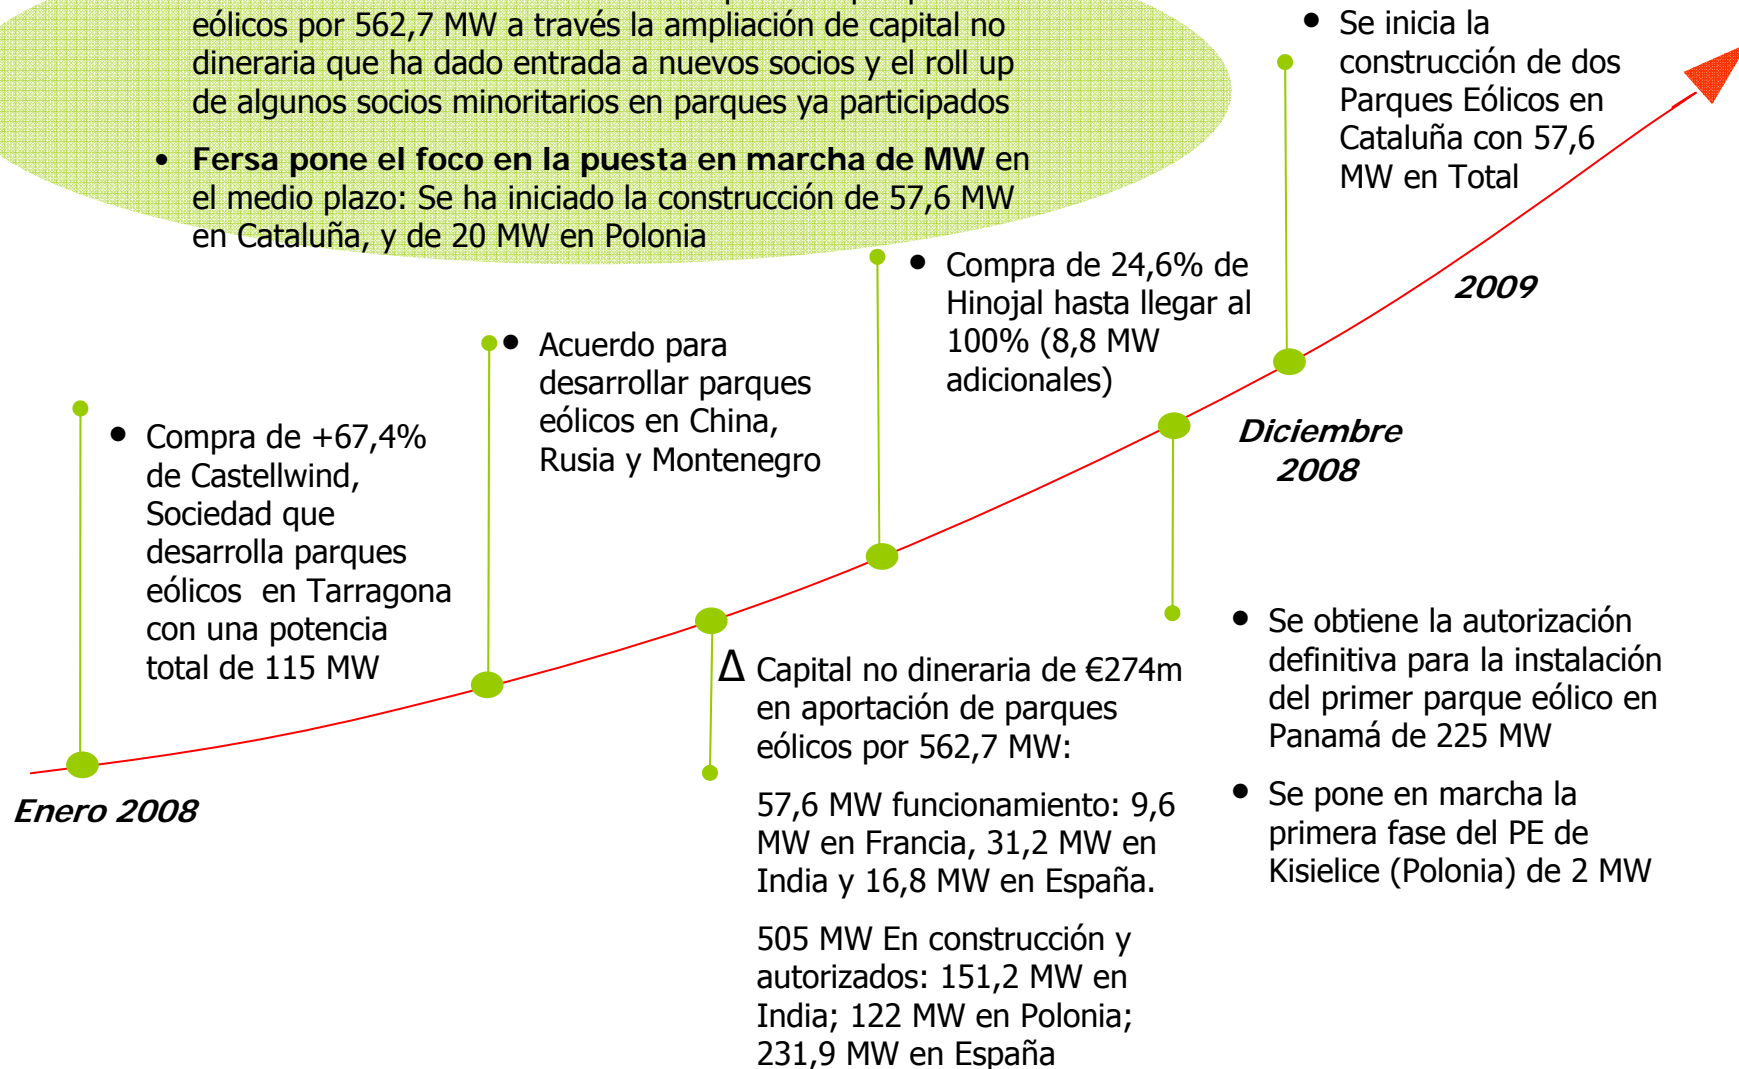 eólicos por 562,7 MW a través la ampliación de capital no
dineraria que ha dado entrada a nuevos socios y el roll up
de algunos socios minoritarios en parques ya participados
• Fersa pone el foco en la puesta en marcha de MW en
el medio plazo: Se ha iniciado la construcción de 57,6 MW
en Cataluña, y de 20 MW en Polonia
• Se inicia la
construcción de dos
Parques Eólicos en
Cataluña con 57,6
MW en Total
2009
• Compra de 24,6% de
Hinojal hasta llegar al
100% (8,8 MW
adicionales)
• Acuerdo para
desarrollar parques
eólicos en China,
Rusia y Montenegro
• Compra de +67,4%
de Castellwind,
Sociedad que
desarrolla parques
eólicos en Tarragona
con una potencia
total de 115 MW
Diciembre
2008
Enero 2008
Δ Capital no dineraria de €274m
en aportación de parques
eólicos por 562,7 MW:
57,6 MW funcionamiento: 9,6
MW en Francia, 31,2 MW en
India y 16,8 MW en España.
505 MW En construcción y
autorizados: 151,2 MW en
India; 122 MW en Polonia;
231,9 MW en España
• Se obtiene la autorización
definitiva para la instalación
del primer parque eólico en
Panamá de 225 MW
• Se pone en marcha la
primera fase del PE de
Kisielice (Polonia) de 2 MW